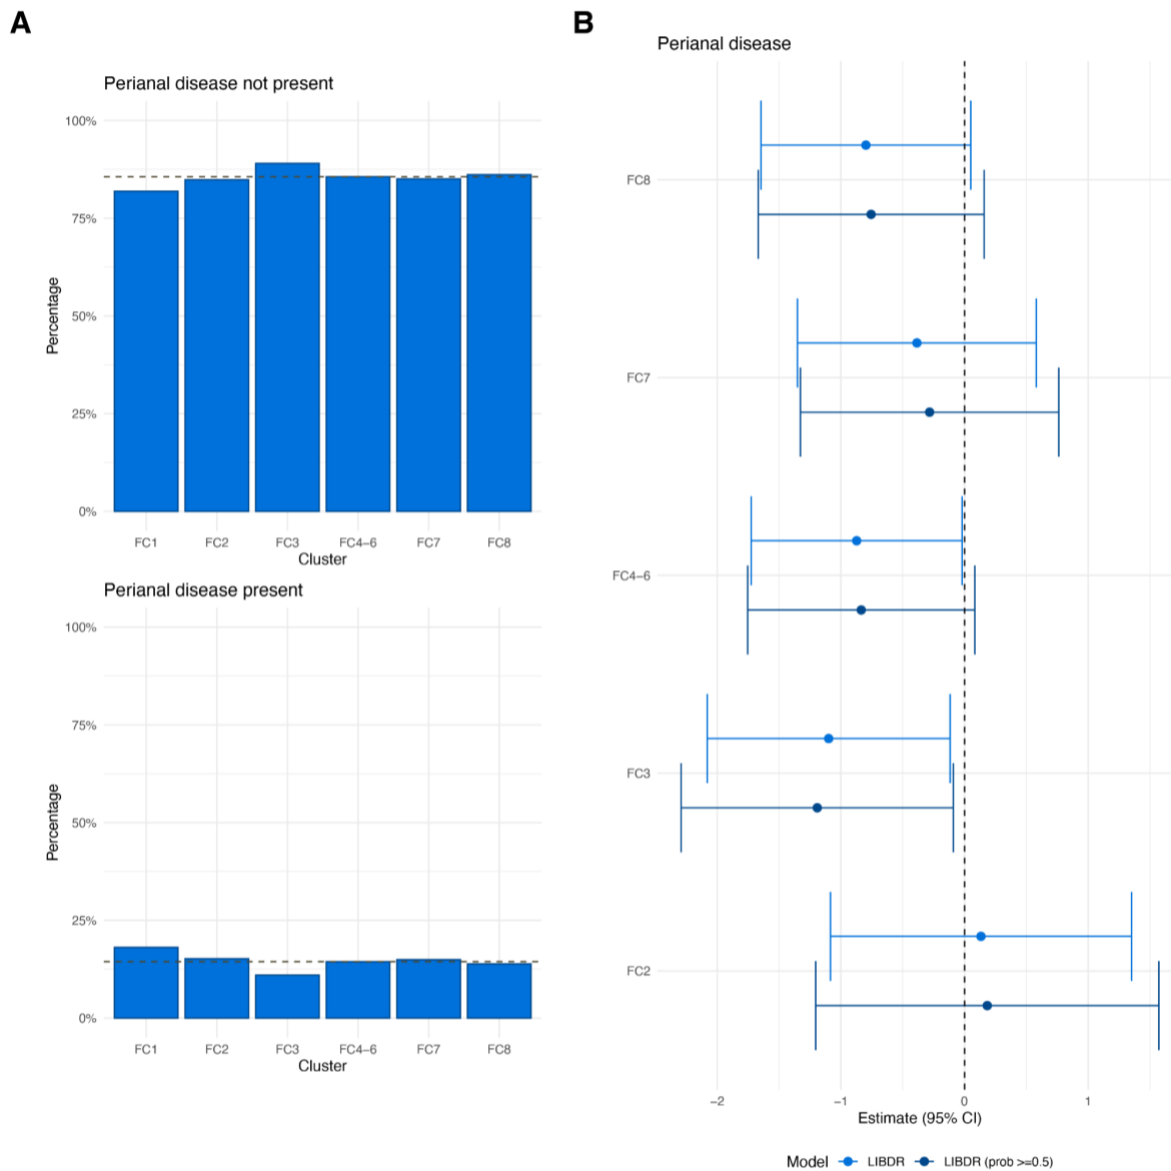 A
Perianal disease not present
100%
75%
50%
25%
0%
Percentage
FC1 FC2 FC3 FC4−6 FC7 FC8
Cluster
Perianal disease present
100%
75%
50%
25%
0%
Percentage
FC1 FC2 FC3 FC4−6 FC7 FC8
Cluster
B
Perianal disease
FC8
FC7
FC4−6
FC3
FC2
−2 −1 0 1
Estimate (95% CI)
Model LIBDR LIBDR (prob >=0.5)